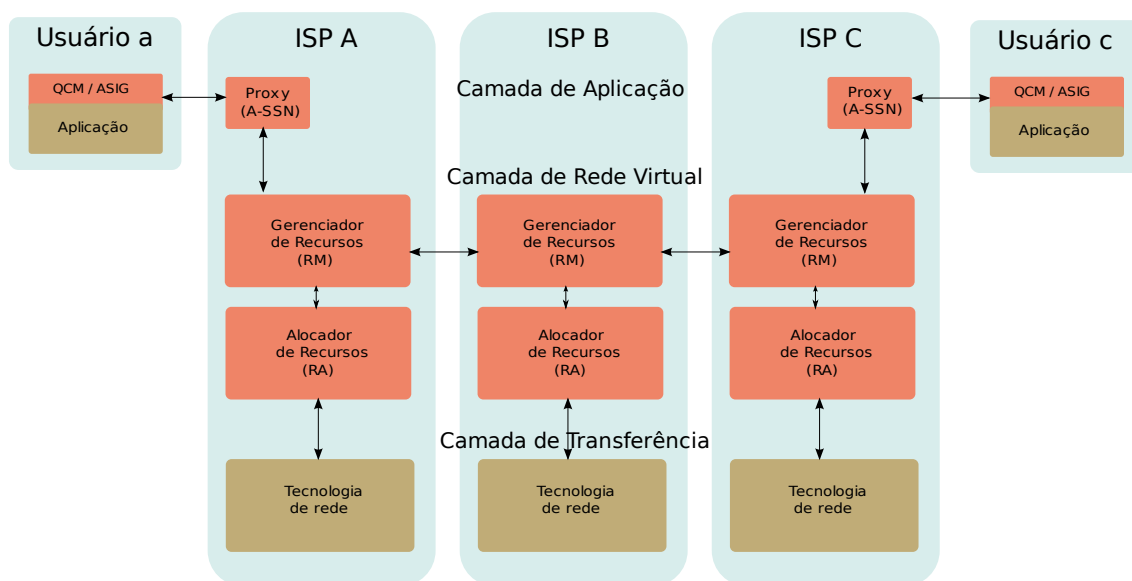 Usuário a
ISP A
ISP B
ISP C
Usuário c
QCM / ASIG
Aplicação
Proxy
(A-SSN)
Camada de Aplicação
Proxy
(A-SSN)
QCM / ASIG
Aplicação
Camada de Rede Virtual
Gerenciador
de Recursos
(RM)
Gerenciador
de Recursos
(RM)
Gerenciador
de Recursos
(RM)
Alocador
de Recursos
(RA)
Alocador
de Recursos
(RA)
Alocador
de Recursos
(RA)
Camada de Transferência
Tecnologia
de rede
Tecnologia
de rede
Tecnologia
de rede